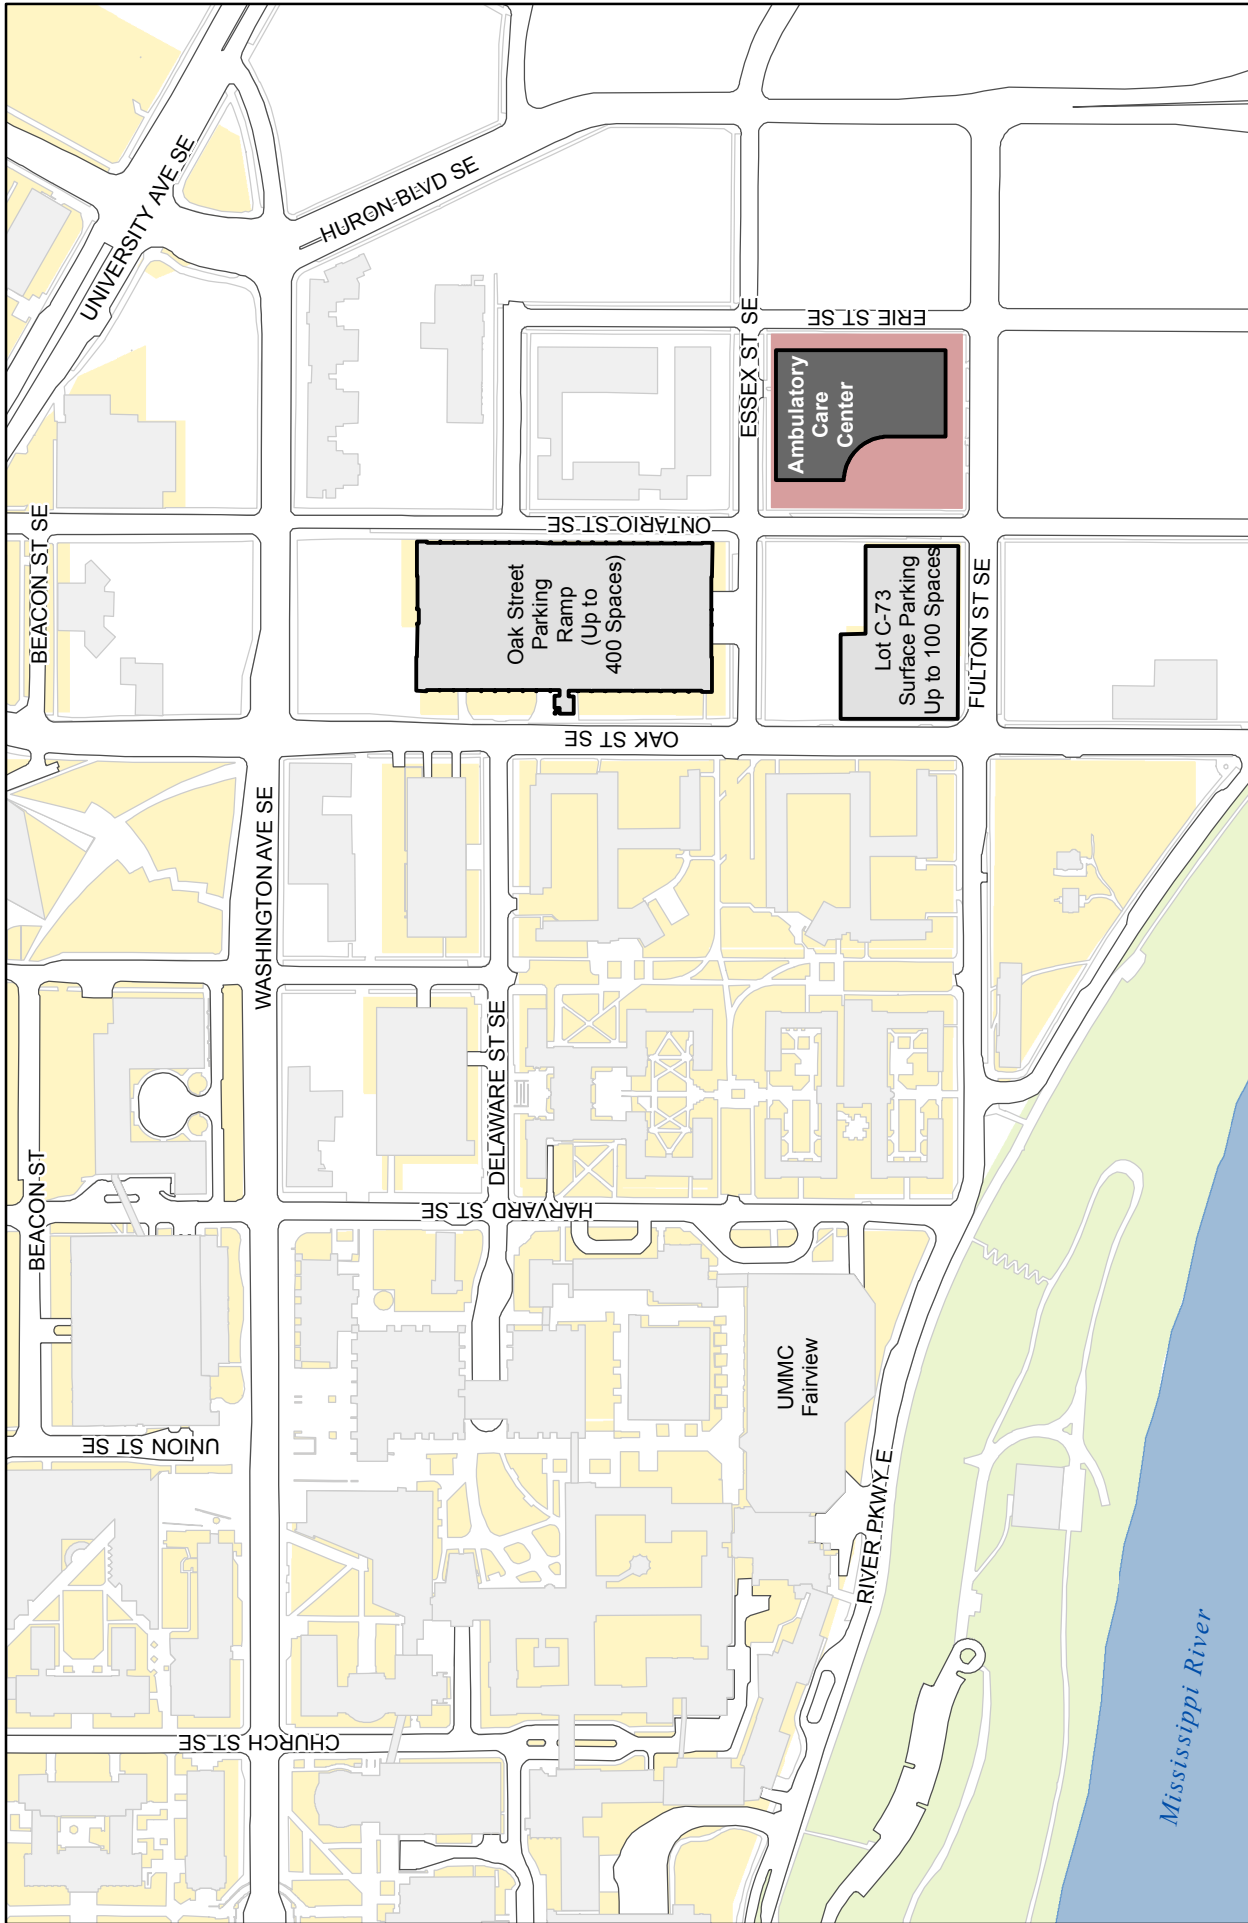 UNIVERSITY AVE SE
HURON BLVD SE
BEACON ST SE
ESSEX ST SE
ERIE ST SE
Ambulatory
Care
Center
ONTARIO ST SE
Oak Street
Parking
Ramp
(Up to
400 Spaces)
Lot C-73
Surface Parking
Up to 100 Spaces
FULTON ST SE
OAK ST SE
WASHINGTON AVE SE
DELAWARE ST SE
BEACON ST
HARVARD ST SE
UMMC
Fairview
UNION ST SE
RIVER PKWY E
CHURCH ST SE
Mississippi River